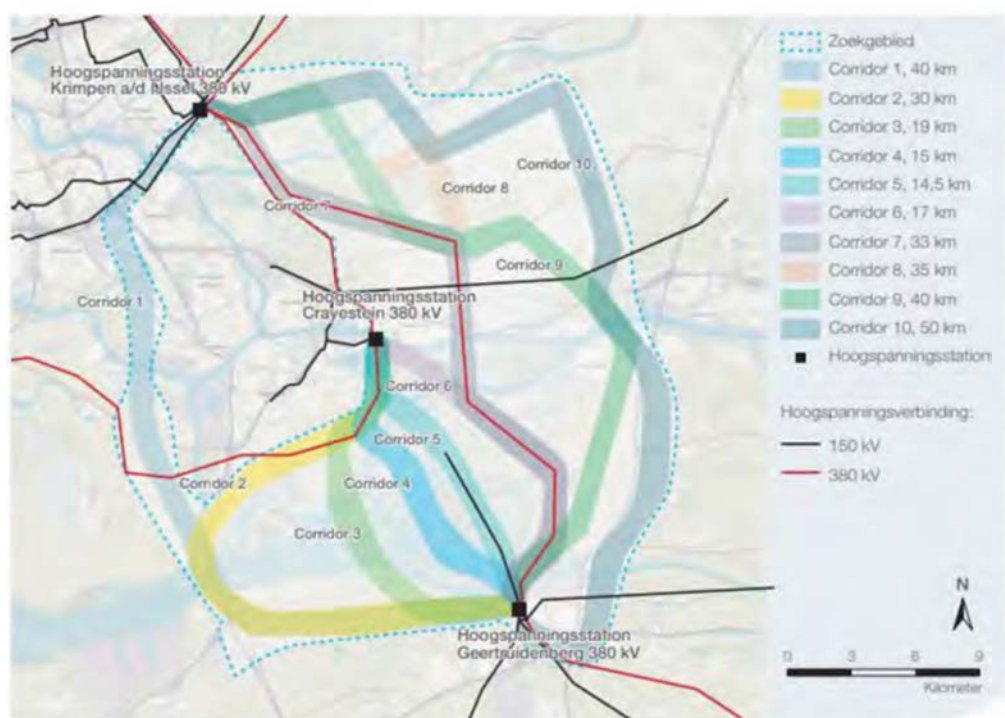 Hoogspanningsstation
Krimpen a/d IJssel 380 kV
Corridor 10
Corridor 8
Corridor 7
Corridor 9
Corridor 1
Hoogspanningsstation
Crayestein 380 kV
Corridor 6
Corridor 5
Corridor 2
Corridor 4
Corridor 3
Hoogspanningsstation
Geertruidenberg 380 kV
Zoekgebied
Corridor 1, 40 km
Corridor 2, 30 km
Corridor 3, 19 km
Corridor 4, 15 km
Corridor 5, 14,5 km
Corridor 6, 17 km
Corridor 7, 33 km
Corridor 8, 35 km
Corridor 9, 40 km
Corridor 10, 50 km
Hoogspanningsstation
Hoogspanningsverbinding:
150 kV
380 kV
N
0 3 6 9
Kilometer